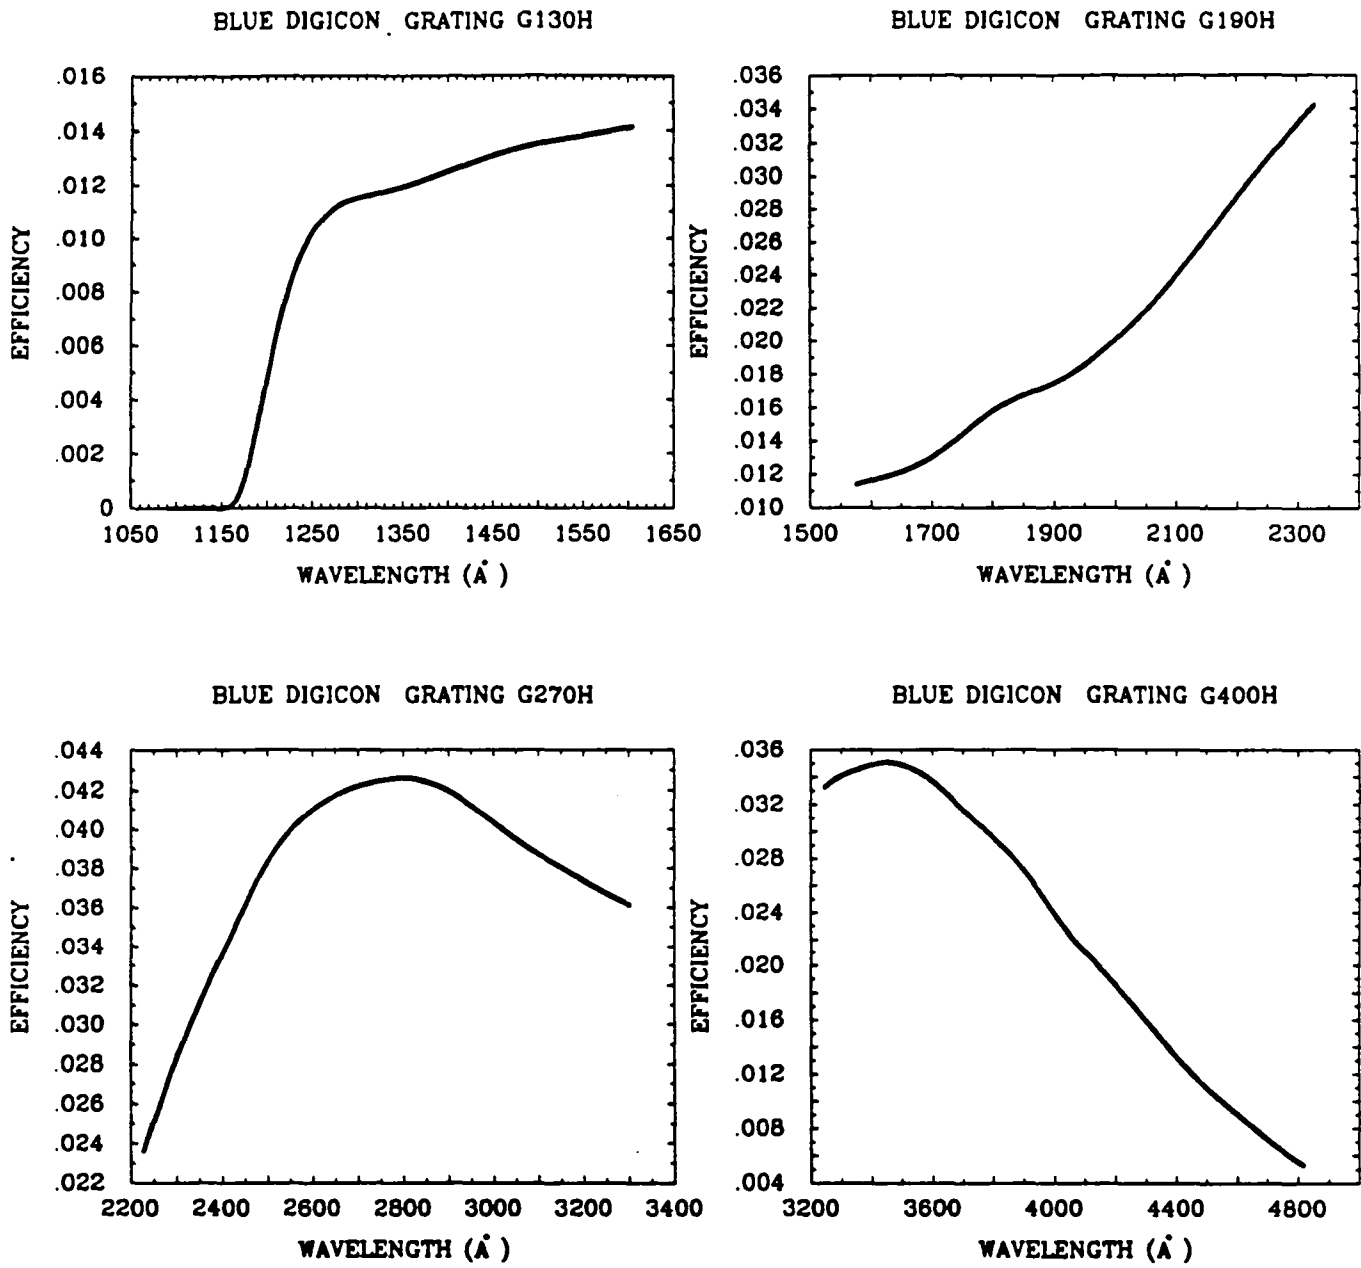 BLUE DIGICON GRATING G130H
.016
.014
.012
.010
.008
.006
.004
.002
0
EFFICIENCY
1050 1150 1250 1350 1450 1550 1650
WAVELENGTH (Å)
BLUE DIGICON GRATING G190H
.036
.034
.032
.030
.028
.026
.024
.022
.020
.018
.016
.014
.012
.010
EFFICIENCY
1500 1700 1900 2100 2300
WAVELENGTH (Å)
BLUE DIGICON GRATING G270H
.044
.042
.040
.038
.036
.034
.032
.030
.028
.026
.024
.022
EFFICIENCY
2200 2400 2600 2800 3000 3200 3400
WAVELENGTH (Å)
BLUE DIGICON GRATING G400H
.036
.032
.028
.024
.020
.016
.012
.008
.004
EFFICIENCY
3200 3600 4000 4400 4800
WAVELENGTH (Å)